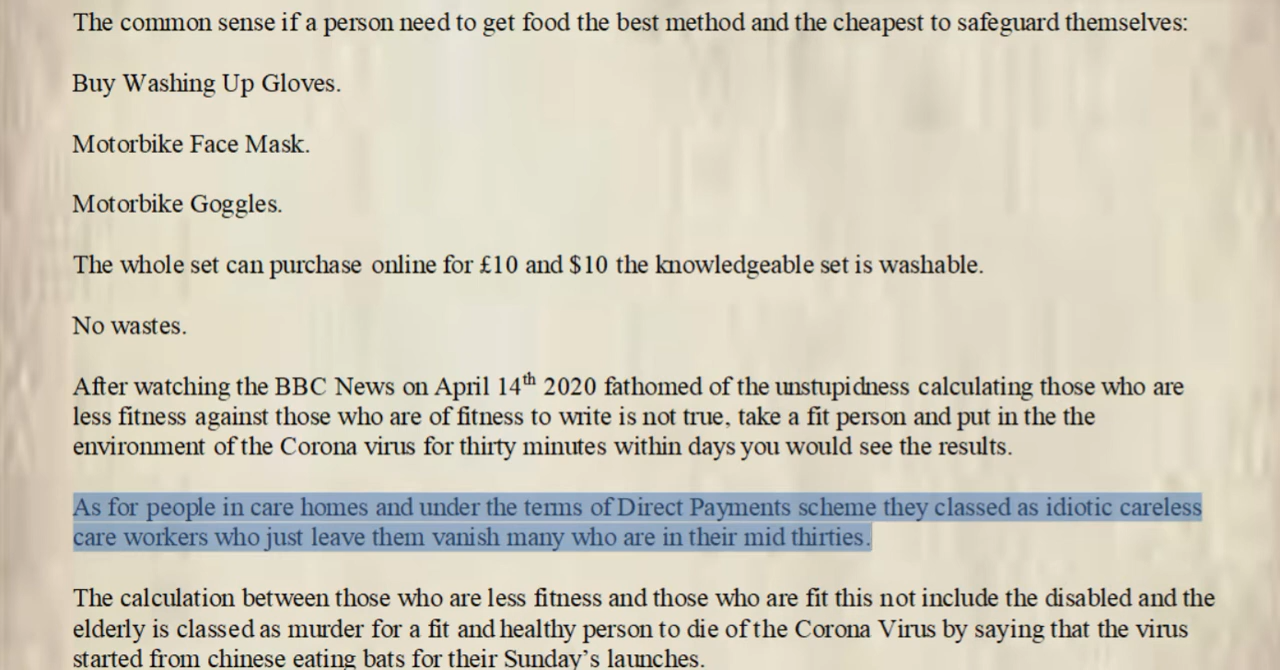 The common sense if a person need to get food the best method and the cheapest to safeguard themselves:
Buy Washing Up Gloves.
Motorbike Face Mask.
Motorbike Goggles.
The whole set can purchase online for £10 and $10 the knowledgeable set is washable.
No wastes.
After watching the BBC News on April 14th 2020 fathomed of the unstupidness calculating those who are
less fitness against those who are of fitness to write is not true, take a fit person and put in the the
environment of the Corona virus for thirty minutes within days you would see the results.
As for people in care homes and under the terms of Direct Payments scheme they classed as idiotic careless
care workers who just leave them vanish many who are in their mid thirties.
The calculation between those who are less fitness and those who are fit this not include the disabled and the
elderly is classed as murder for a fit and healthy person to die of the Corona Virus by saying that the virus
started from chinese eating bats for their Sunday’s launches.